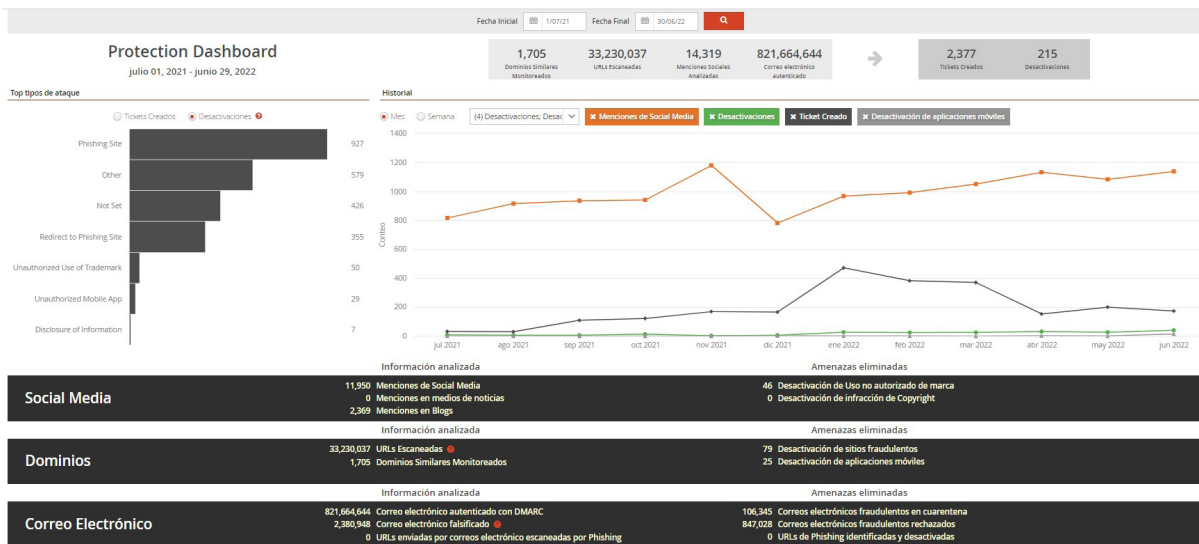 Fecha Inicial 1/07/21 Fecha Final 30/06/22
Protection Dashboard
julio 01, 2021 - junio 29, 2022
1,705
Dominios Similares
Monitoreados
33,230,037
URLs Escaneadas
14,319
Menciones Sociales
Analizadas
821,664,644
Correo electrónico
autenticado
2,377
Tickets Creados
215
Desactivaciones
Top tipos de ataque
Tickets Creados Desactivaciones ?
Phishing Site 927
Other 579
Not Set 426
Redirect to Phishing Site 355
Unauthorized Use of Trademark 50
Unauthorized Mobile App 29
Disclosure of Information 7
Historial
Mes Semana (4) Desactivaciones; Desac × Menciones de Social Media × Desactivaciones × Ticket Creado × Desactivación de aplicaciones móviles
1400
1200
1000
800
600
400
200
0
Conteo
jul 2021 ago 2021 sep 2021 oct 2021 nov 2021 dic 2021 ene 2022 feb 2022 mar 2022 abr 2022 may 2022 jun 2022
Información analizada Amenazas eliminadas
Social Media
11,950 Menciones de Social Media
0 Menciones en medios de noticias
2,369 Menciones en Blogs
46 Desactivación de Uso no autorizado de marca
0 Desactivación de infracción de Copyright
Información analizada Amenazas eliminadas
Dominios
33,230,037 URLs Escaneadas ?
1,705 Dominios Similares Monitoreados
79 Desactivación de sitios fraudulentos
25 Desactivación de aplicaciones móviles
Información analizada Amenazas eliminadas
Correo Electrónico
821,664,644 Correo electrónico autenticado con DMARC
2,380,948 Correo electrónico falsificado ?
0 URLs enviadas por correos electrónico escaneadas por Phishing
106,345 Correos electrónicos fraudulentos en cuarentena
847,028 Correos electrónicos fraudulentos rechazados
0 URLs de Phishing identificadas y desactivadas